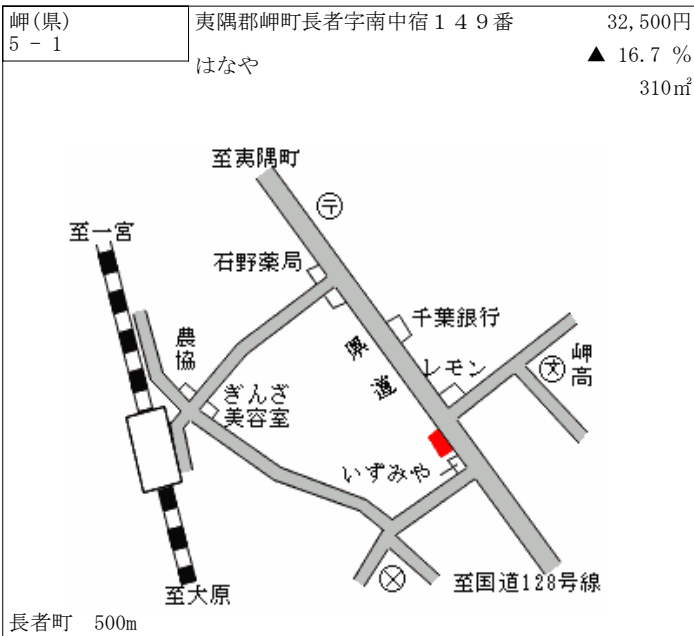 岬(県)
5 - 1
夷隅郡岬町長者字南中宿１４９番
はなや
32,500円
▲ 16.7 %
310㎡
至夷隅町
〒
至一宮
石野薬局
千葉銀行
農協
県道
レモン
文
岬高
ぎんざ
美容室
いずみや
至大原
至国道128号線
長者町 500m